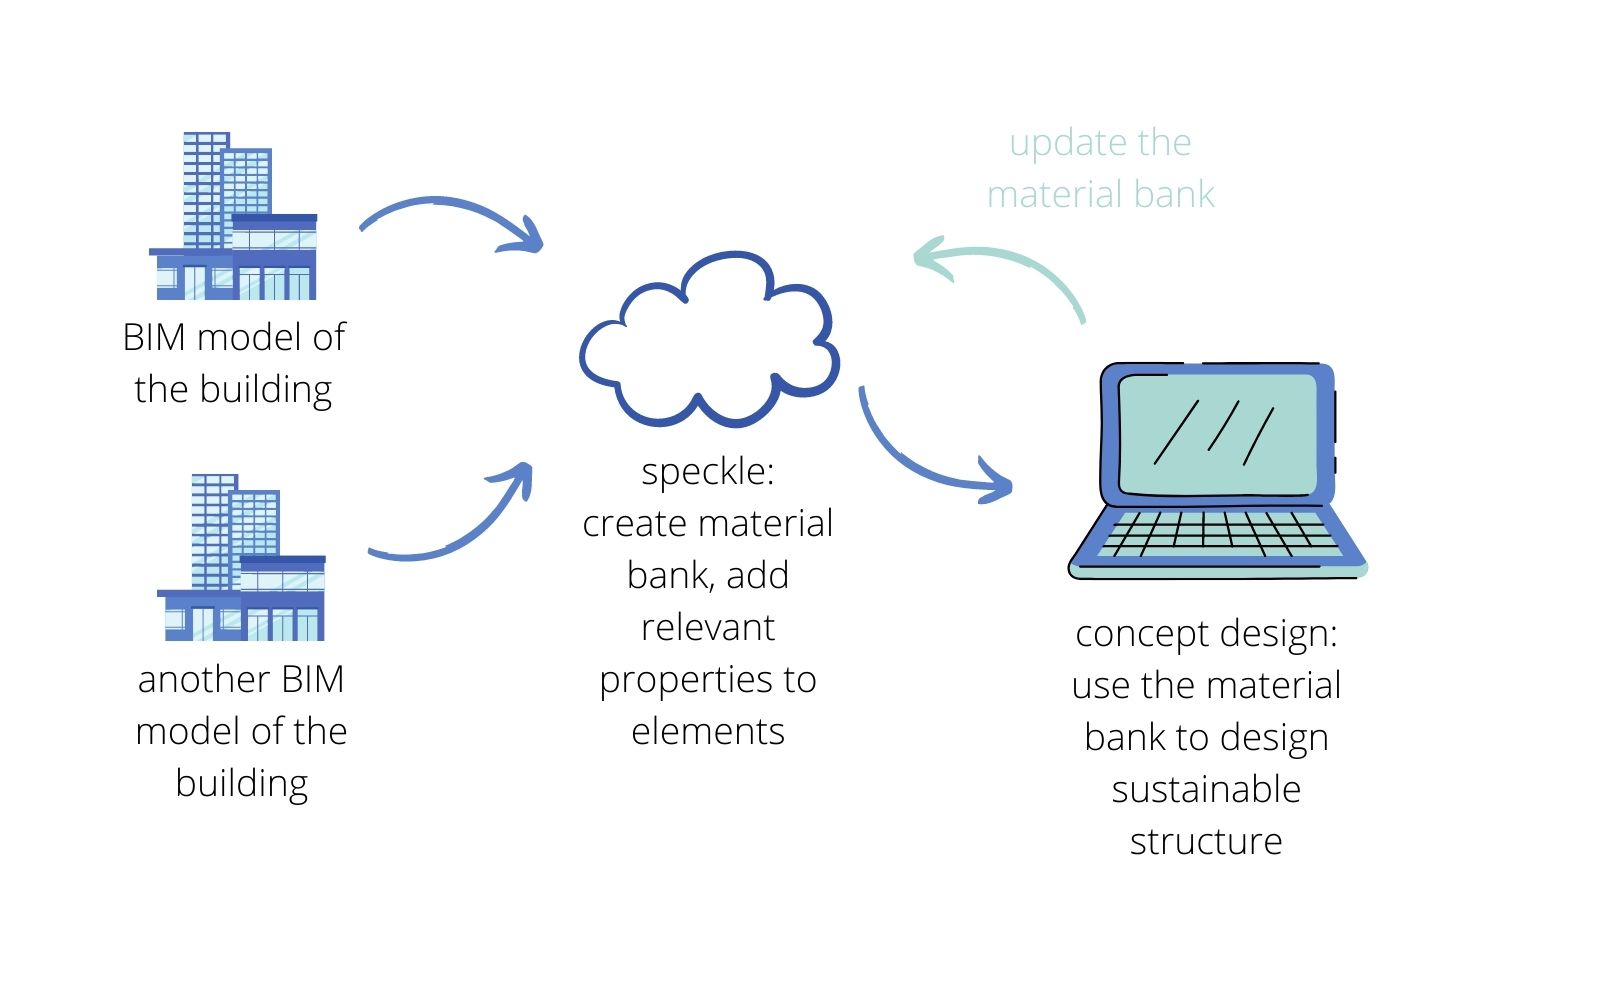 BIM model of
the building
another BIM
model of the
building
speckle:
create material
bank, add
relevant
properties to
elements
update the
material bank
concept design:
use the material
bank to design
sustainable
structure